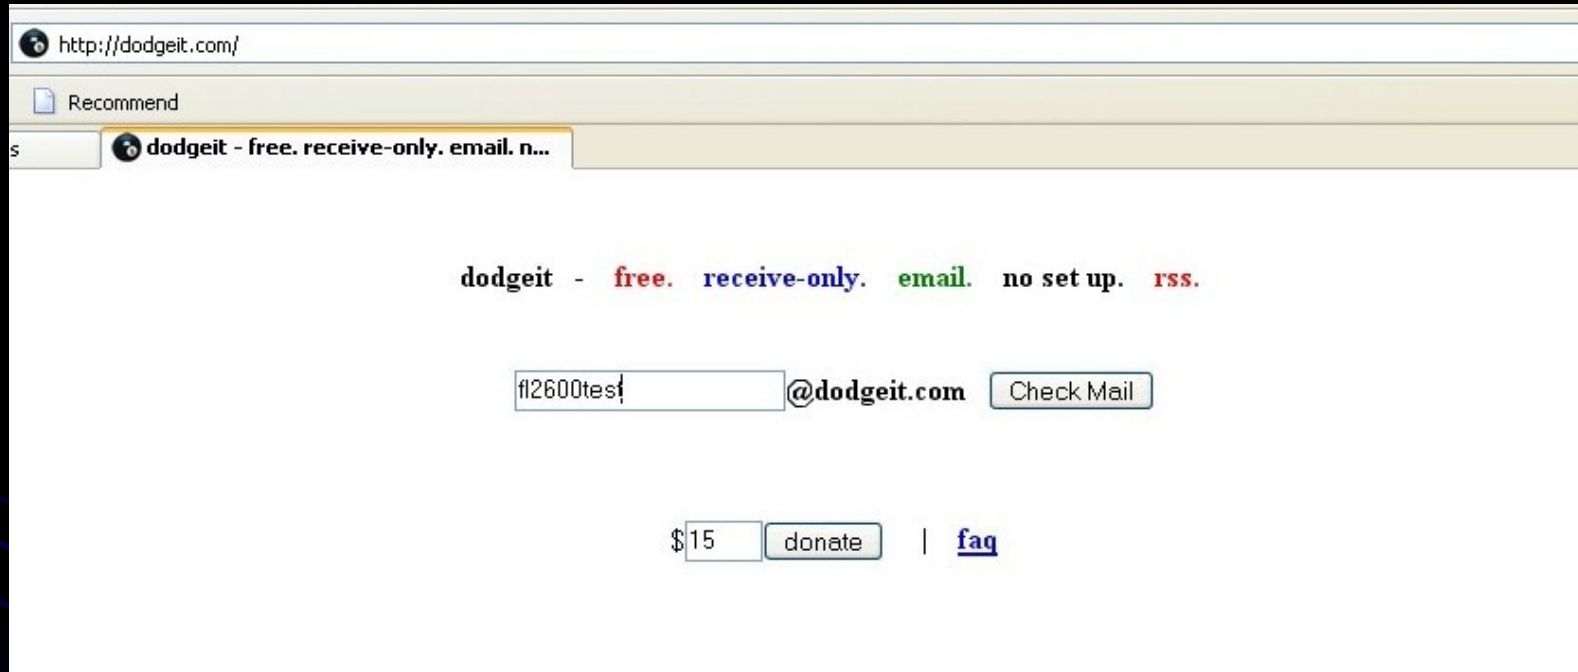 http://dodgeit.com/
Recommend
s dodgeit - free. receive-only. email. n...
dodgeit - free. receive-only. email. no set up. rss.
fl2600test @dodgeit.com Check Mail
$ 15 donate | faq